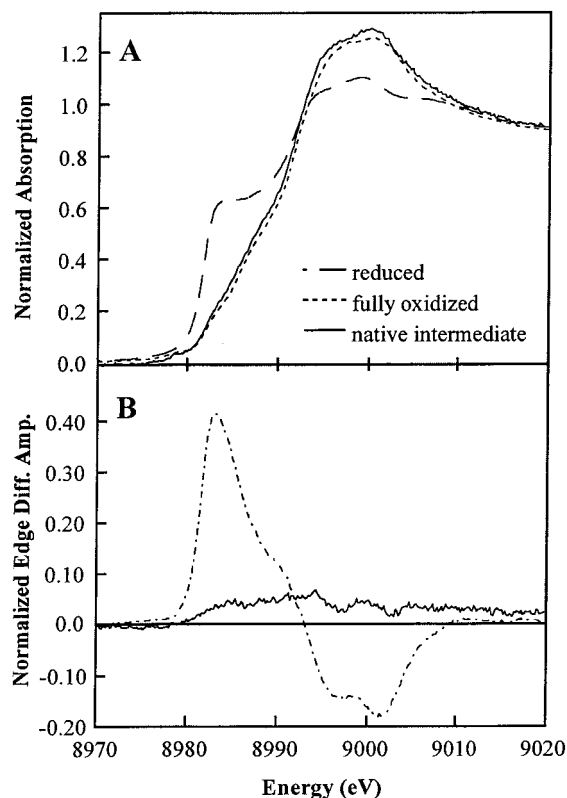 A
1.2
1.0
0.8
0.6
0.4
0.2
0.0
Normalized Absorption
reduced
fully oxidized
native intermediate
B
0.40
0.30
0.20
0.10
0.0
-0.10
-0.20
Normalized Edge Diff. Amp.
8970 8980 8990 9000 9010 9020
Energy (eV)